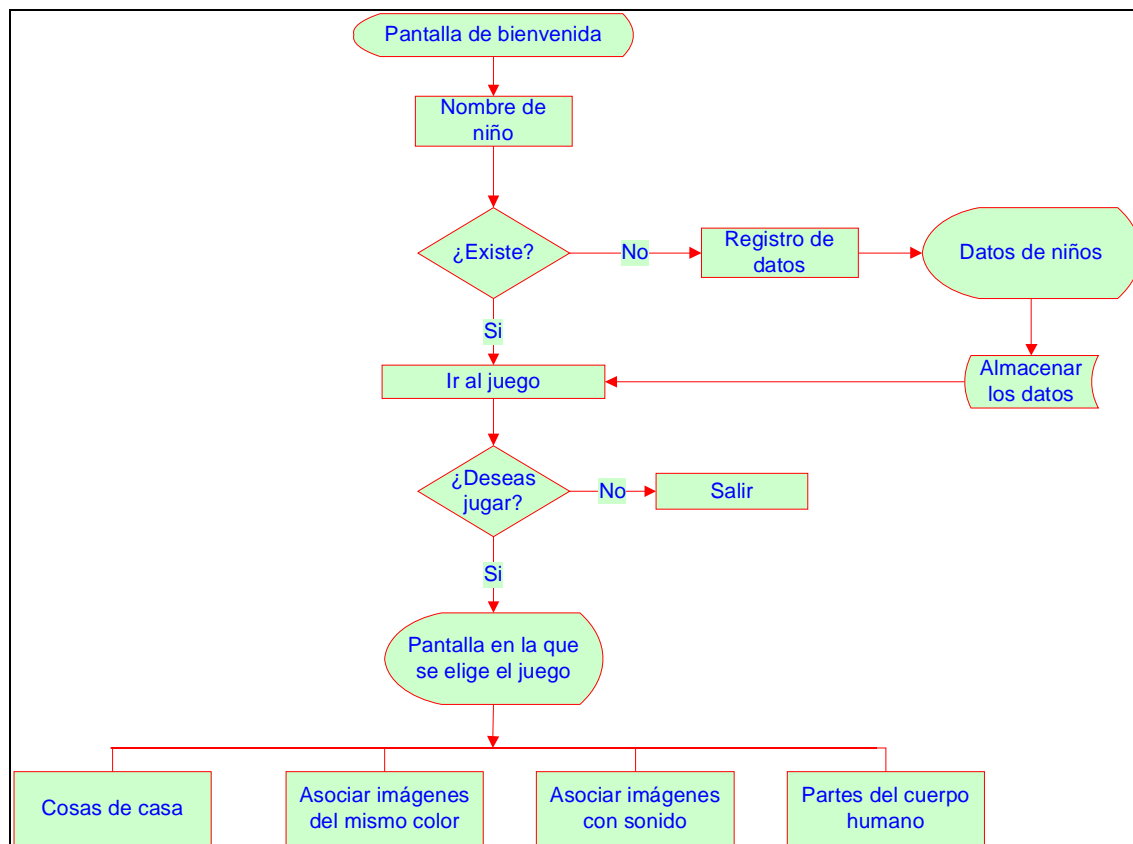 Pantalla de bienvenida
Nombre de
niño
¿Existe?
No
Registro de
datos
Datos de niños
Si
Ir al juego
Almacenar
los datos
¿Deseas
jugar?
No
Salir
Si
Pantalla en la que
se elige el juego
Cosas de casa
Asociar imágenes
del mismo color
Asociar imágenes
con sonido
Partes del cuerpo
humano